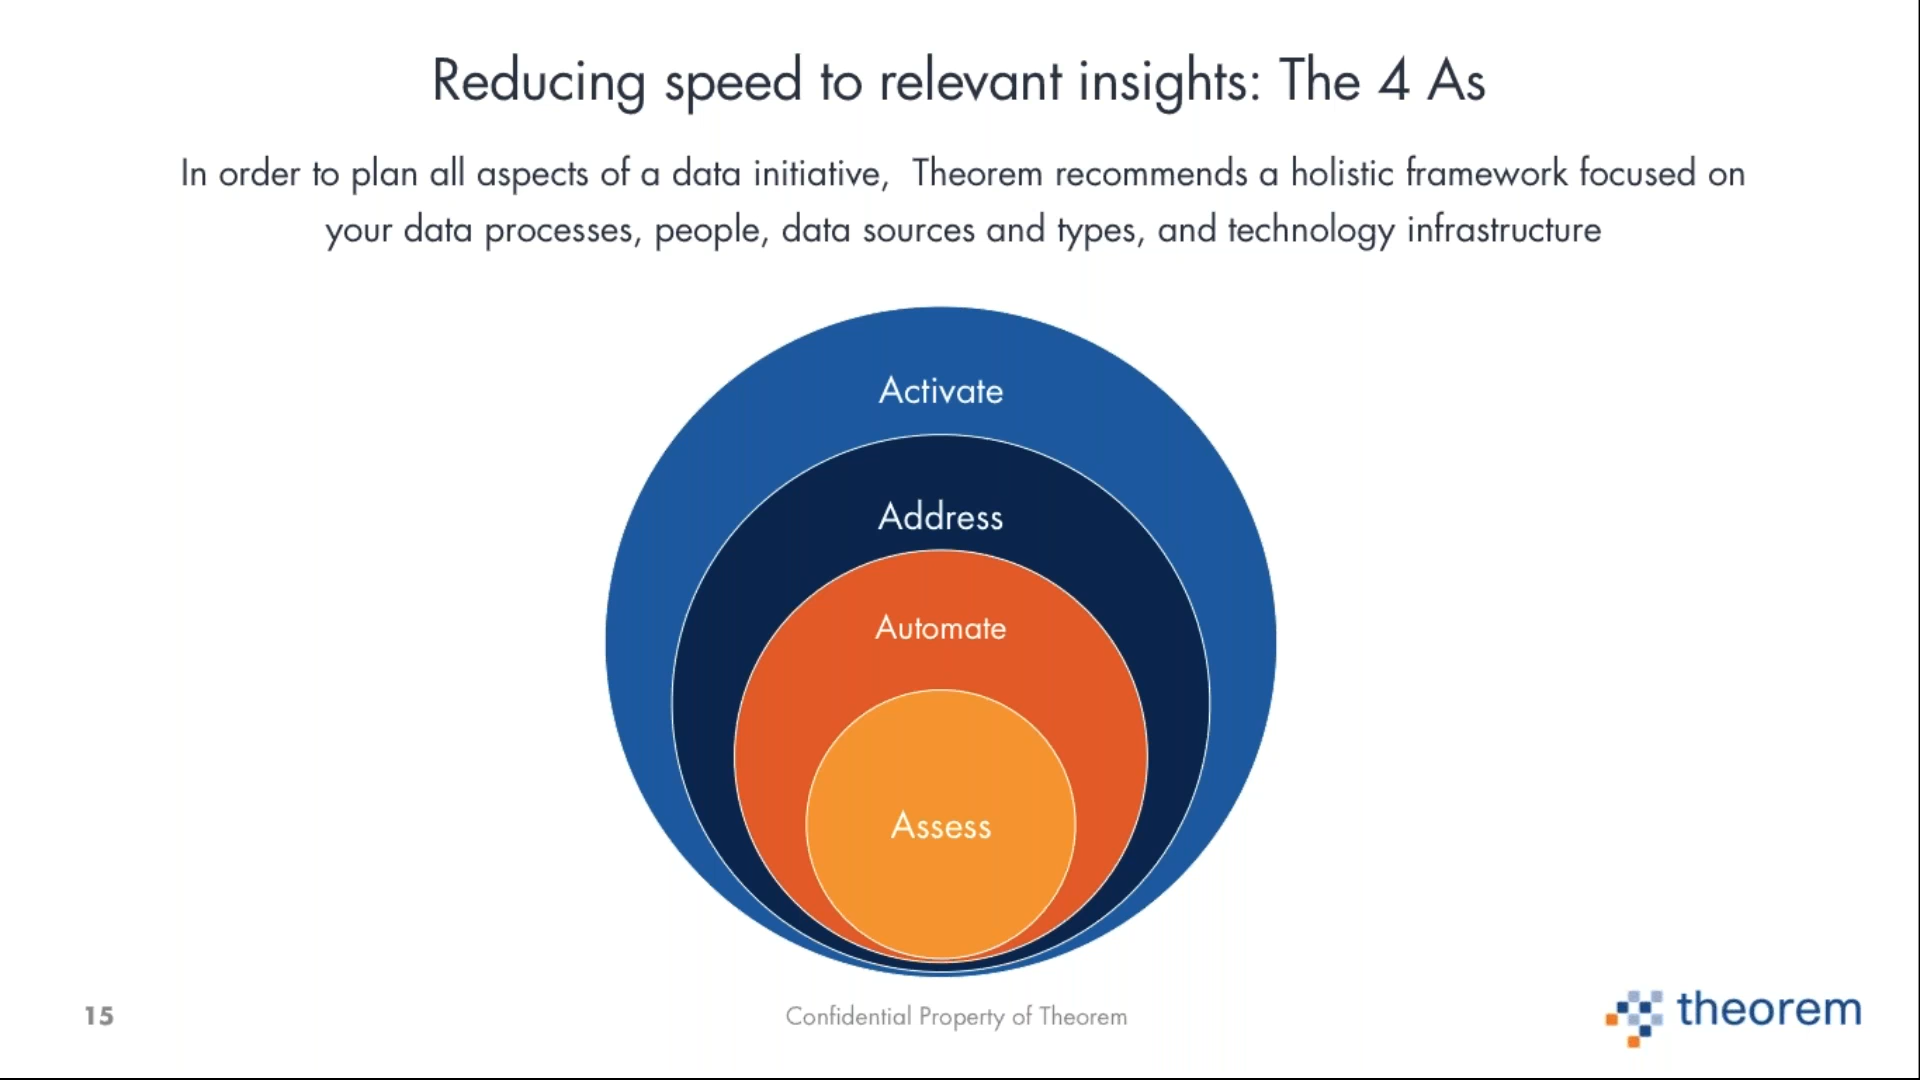 Reducing speed to relevant insights: The 4 As
In order to plan all aspects of a data initiative,  Theorem recommends a holistic framework focused on
your data processes, people, data sources and types, and technology infrastructure
Activate
Address
Automate
Assess
15
Confidential Property of Theorem
theorem